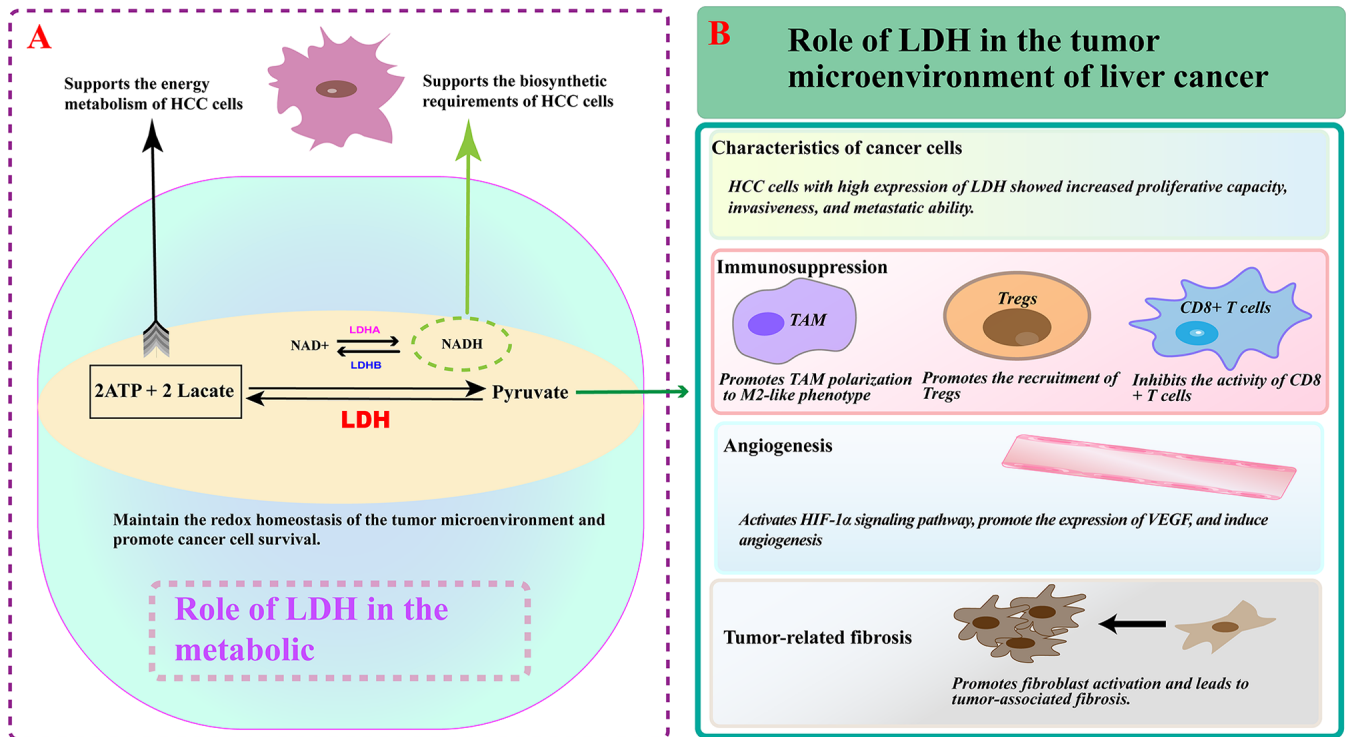 A
Supports the energy
metabolism of HCC cells
Supports the biosynthetic
requirements of HCC cells
LDHA
NAD+
NADH
LDHB
2ATP + 2 Lacate
Pyruvate
LDH
Maintain the redox homeostasis of the tumor microenvironment and
promote cancer cell survival.
Role of LDH in the
metabolic
B
Role of LDH in the tumor
microenvironment of liver cancer
Characteristics of cancer cells
HCC cells with high expression of LDH showed increased proliferative capacity,
invasiveness, and metastatic ability.
Immunosuppression
TAM
Tregs
CD8+ T cells
Promotes TAM polarization
to M2-like phenotype
Promotes the recruitment of
Tregs
Inhibits the activity of CD8
+ T cells
Angiogenesis
Activates HIF-1α signaling pathway, promote the expression of VEGF, and induce
angiogenesis
Tumor-related fibrosis
Promotes fibroblast activation and leads to
tumor-associated fibrosis.